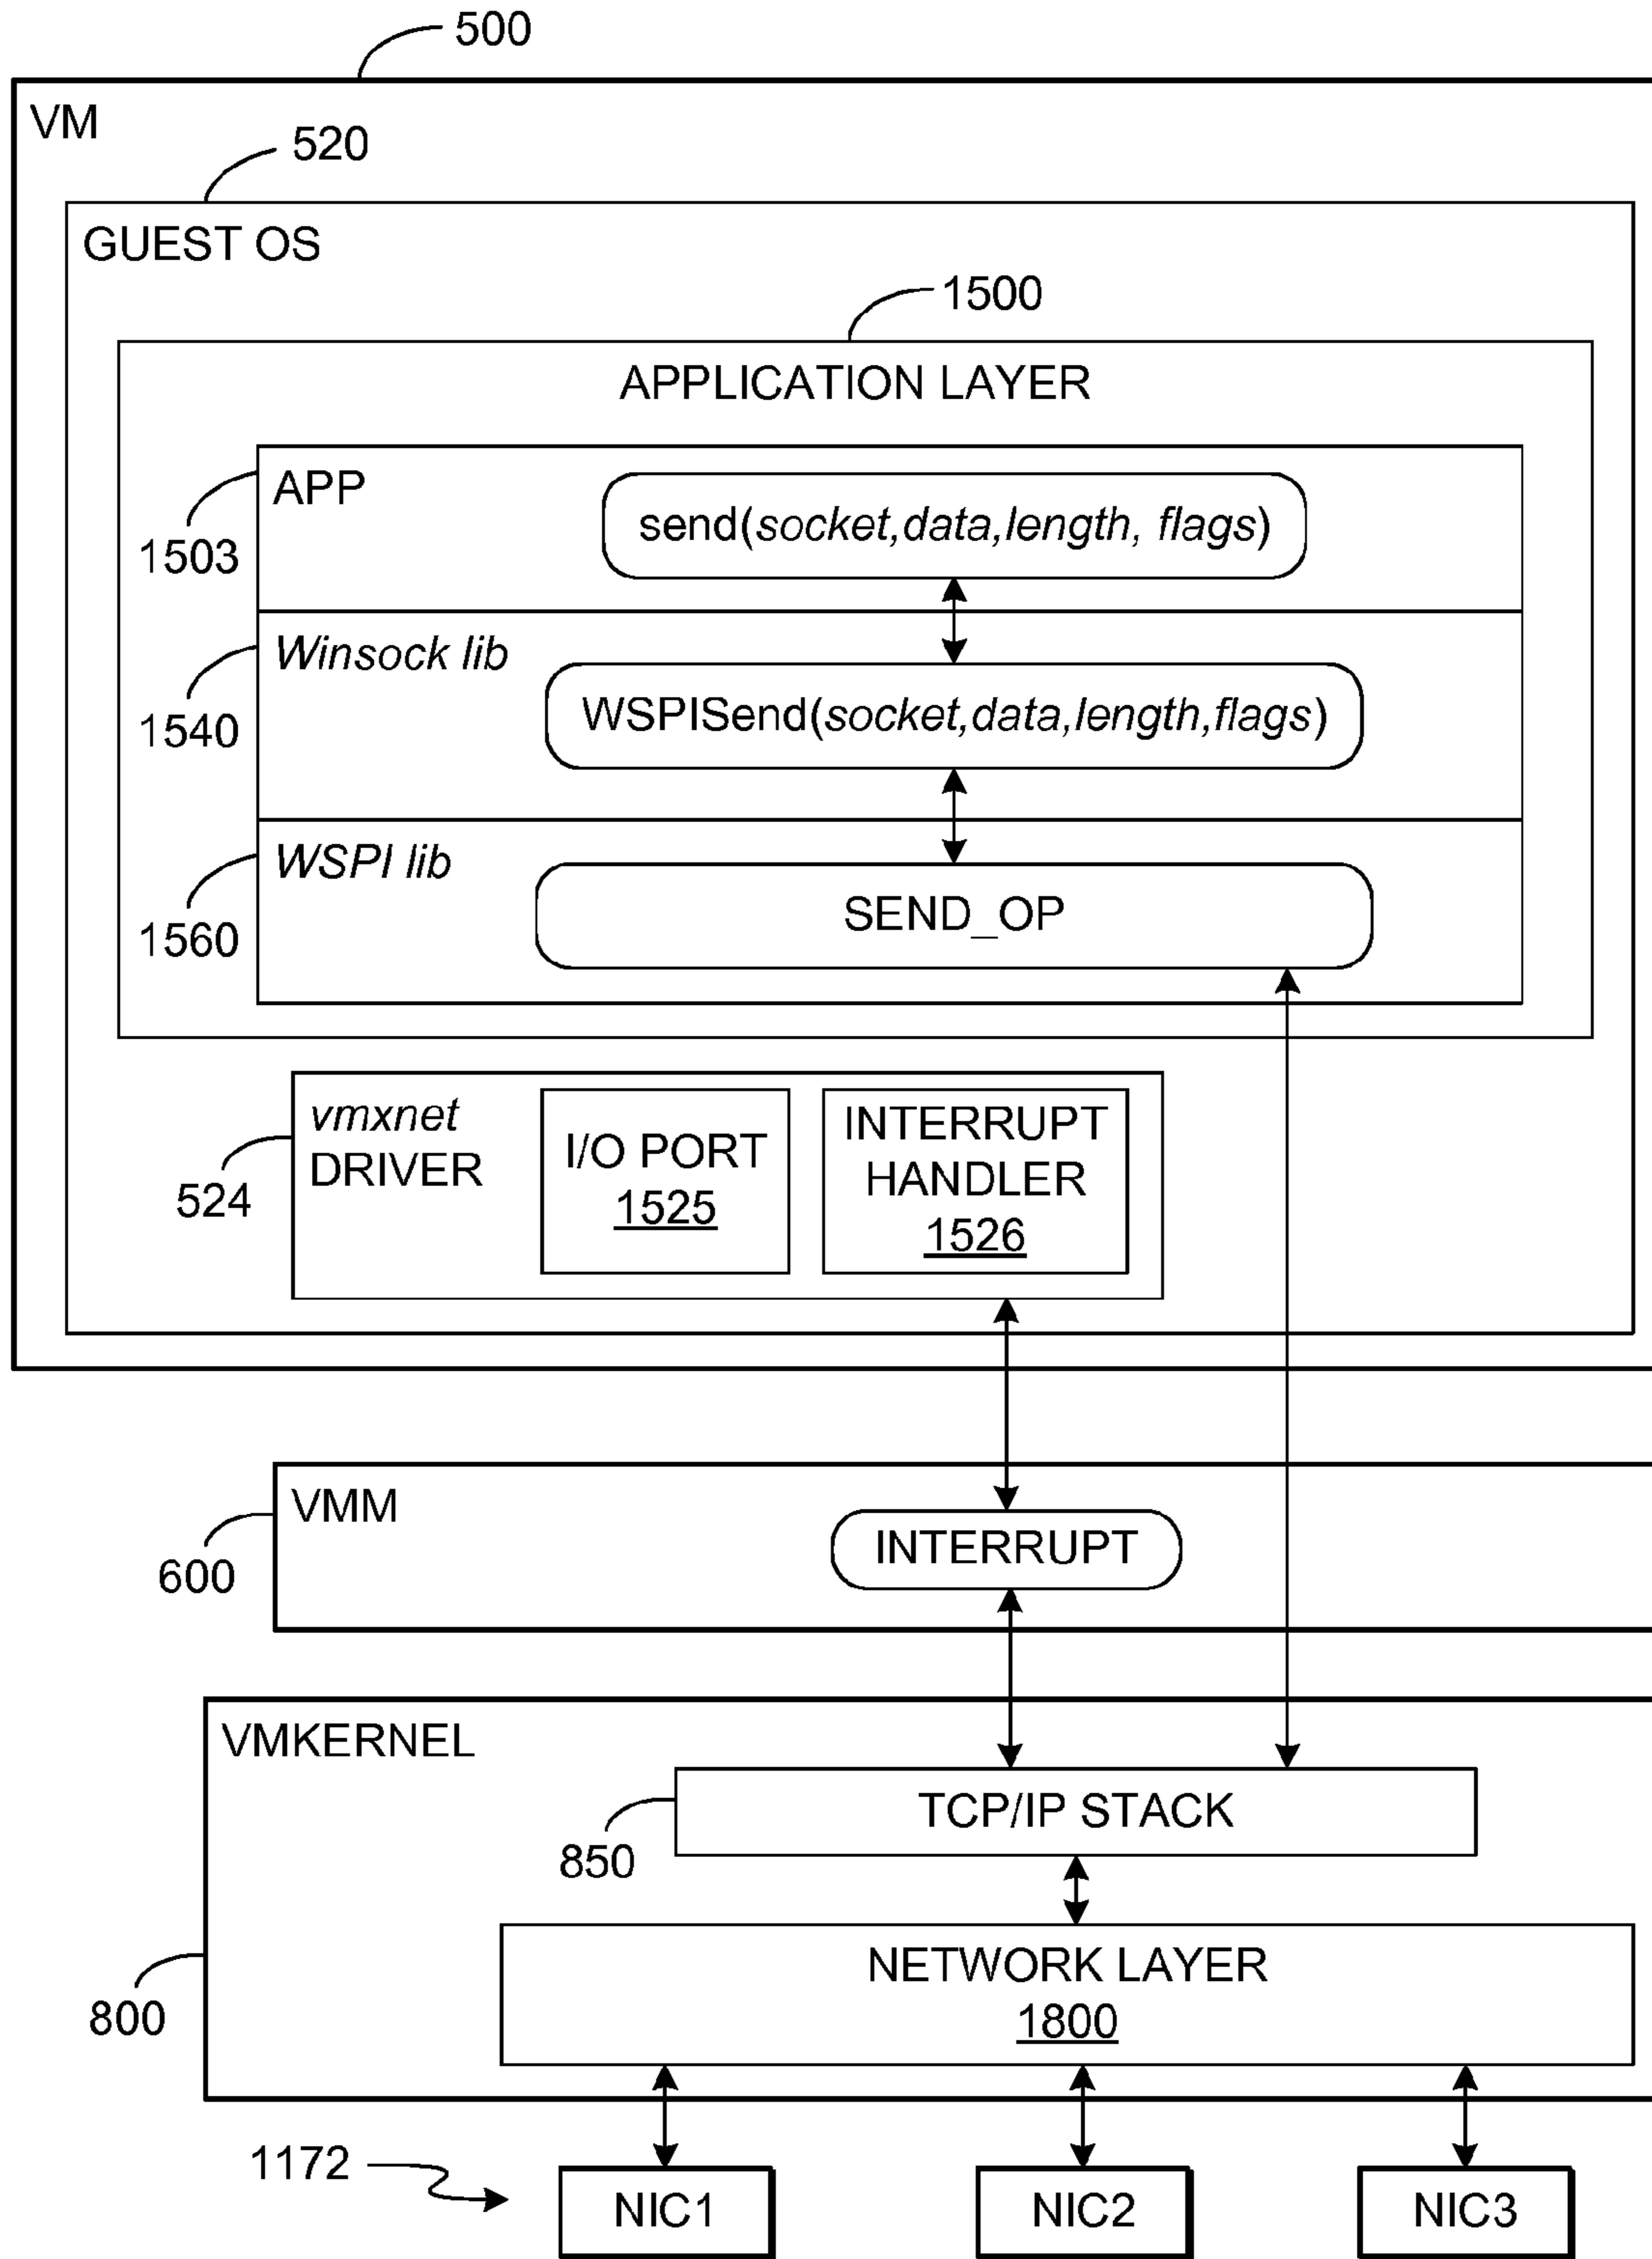 500
VM
520
GUEST OS
1500
APPLICATION LAYER
APP
send(socket,data,length, flags)
1503
Winsock lib
WSPISend(socket,data,length,flags)
1540
WSPI lib
SEND_OP
1560
vmxnet
DRIVER
524
I/O PORT
1525
INTERRUPT
HANDLER
1526
VMM
INTERRUPT
600
VMKERNEL
TCP/IP STACK
850
NETWORK LAYER
1800
800
1172
NIC1
NIC2
NIC3